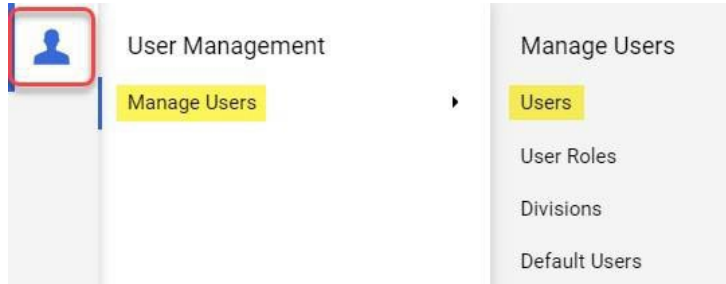 User Management
Manage Users
Manage Users
Users
User Roles
Divisions
Default Users